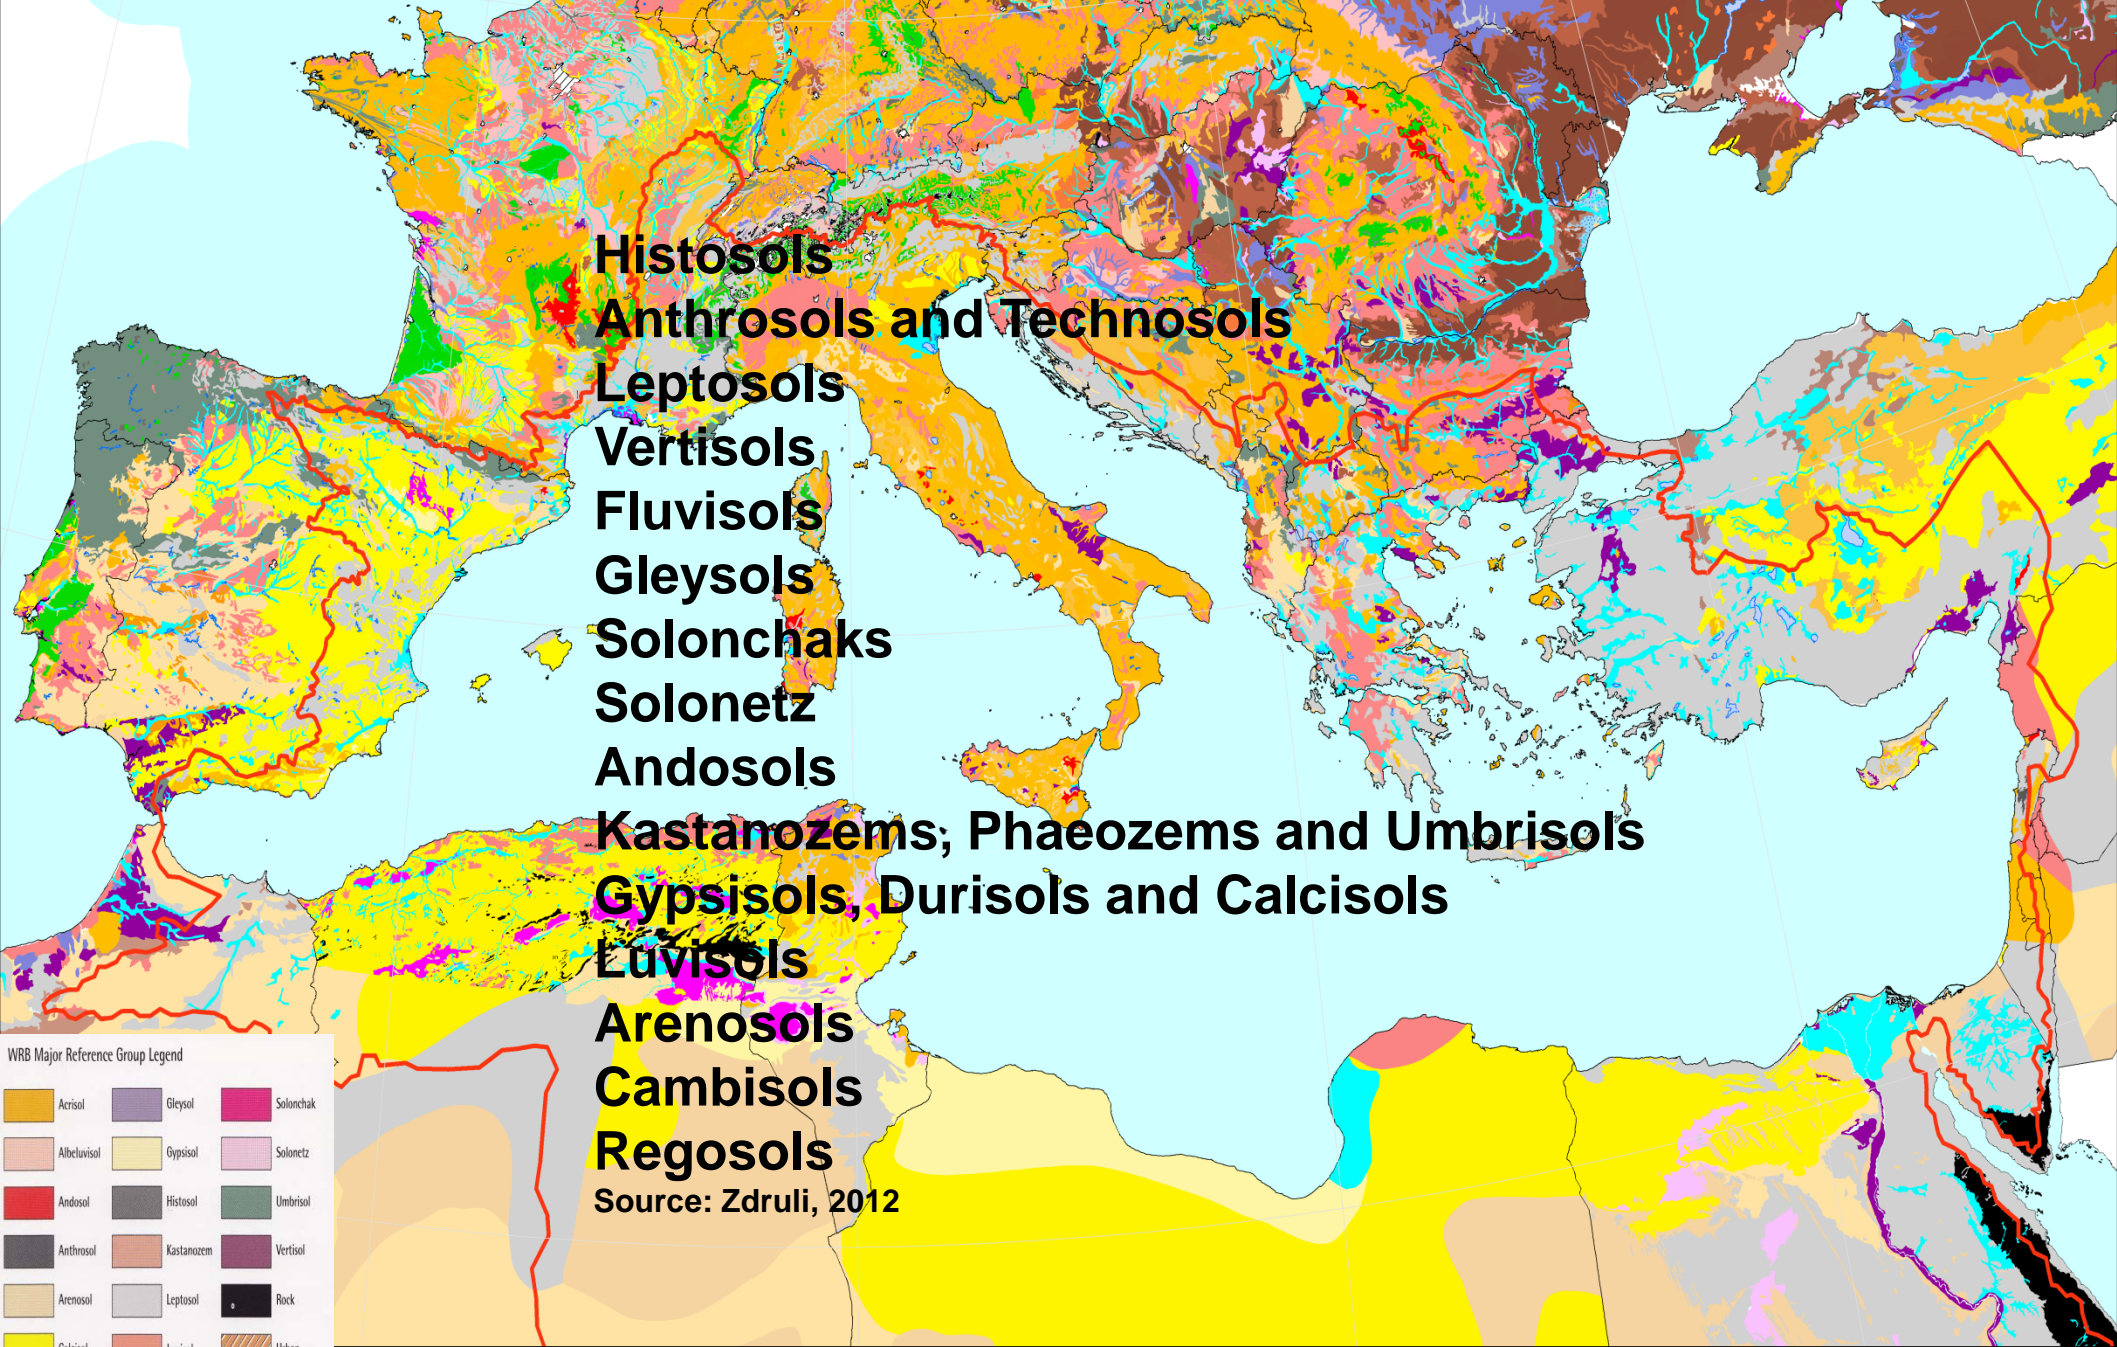 Histosols
Anthrosols and Technosols
Leptosols
Vertisols
Fluvisols
Gleysols
Solonchaks
Solonetz
Andosols
Kastanozems, Phaeozems and Umbrisols
Gypsisols, Durisols and Calcisols
Luvisols
Arenosols
Cambisols
Regosols
Source: Zdruli, 2012
WRB Major Reference Group Legend
Acrisol Gleysol Solonchak
Albeluvisol Gypsisol Solonetz
Andosol Histosol Umbrisol
Anthrosol Kastanozem Vertisol
Arenosol Leptosol Rock